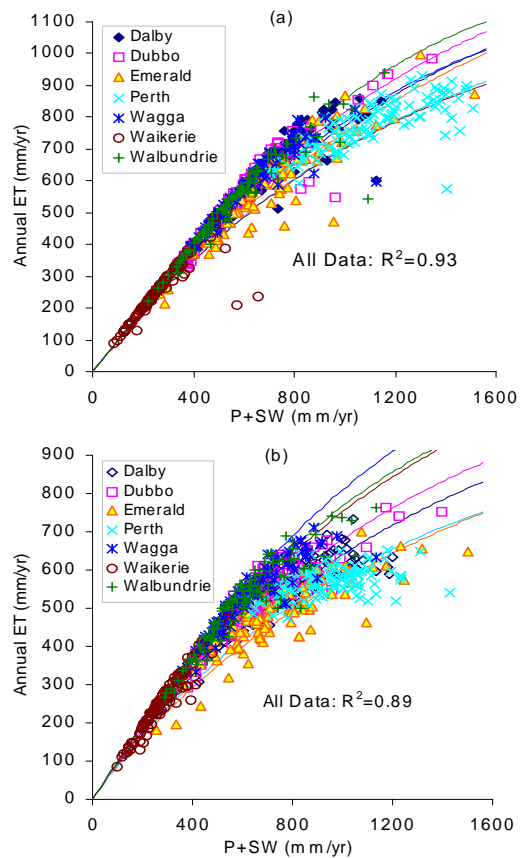 (a)
1100
1000
900
800
700
600
500
400
300
200
100
0
Annual ET (mm/yr)
Dalby
Dubbo
Emerald
Perth
Wagga
Waikerie
Walbundrie
All Data: R²=0.93
0 400 800 1200 1600
P+SW (mm/yr)
(b)
900
800
700
600
500
400
300
200
100
0
Annual ET (mm/yr)
Dalby
Dubbo
Emerald
Perth
Wagga
Waikerie
Walbundrie
All Data: R²=0.89
0 400 800 1200 1600
P+SW (mm/yr)